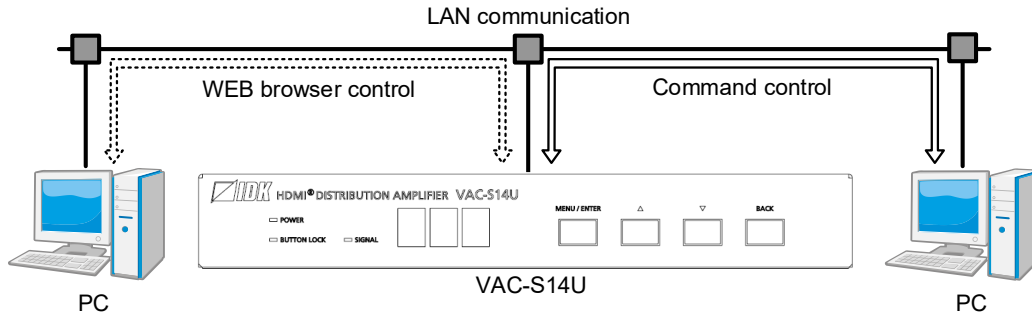 LAN communication
WEB browser control
Command control
IDK HDMI® DISTRIBUTION AMPLIFIER VAC-S14U
POWER
BUTTON LOCK
SIGNAL
MENU / ENTER
△
▽
BACK
PC
VAC-S14U
PC